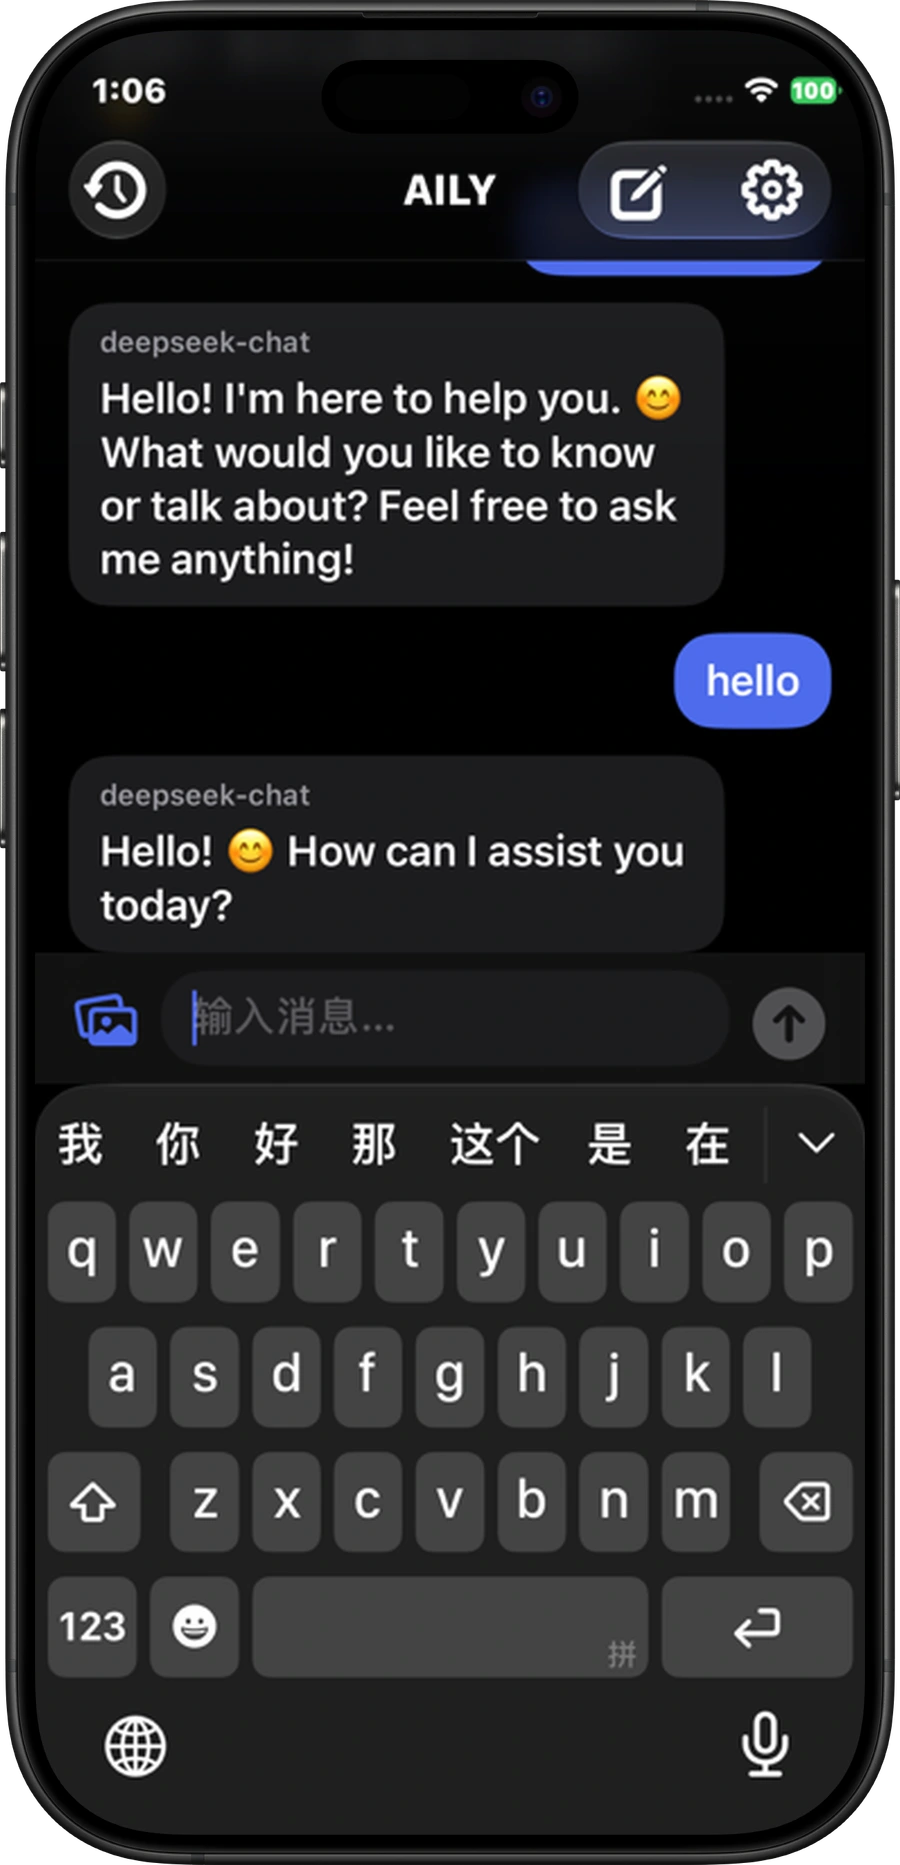 1:06
100
AILY
deepseek-chat
Hello! I'm here to help you. 😊
What would you like to know
or talk about? Feel free to ask
me anything!
hello
deepseek-chat
Hello! 😊 How can I assist you
today?
输入消息...
我 你 好 那 这个 是 在
q w e r t y u i o p
a s d f g h j k l
z x c v b n m
123
拼